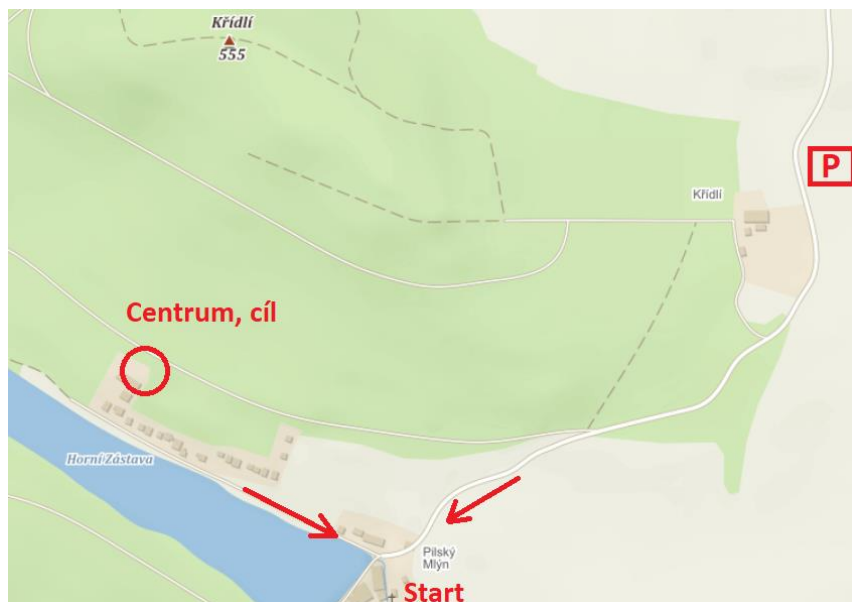 Křídlí
555
P
Křídlí
Centrum, cíl
Horní Zástava
Pilský
Mlýn
Start